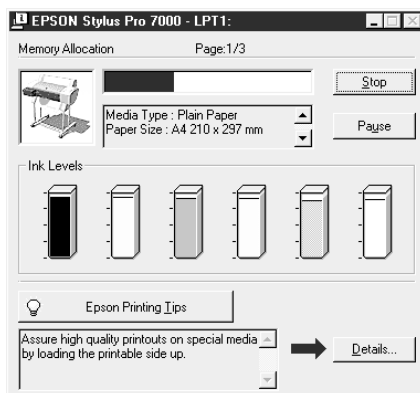 EPSON Stylus Pro 7000 - LPT1:
Memory Allocation Page:1/3
Stop
Media Type : Plain Paper
Paper Size : A4 210 x 297 mm
Pause
Ink Levels
Epson Printing Tips
Assure high quality printouts on special media
by loading the printable side up.
Details...